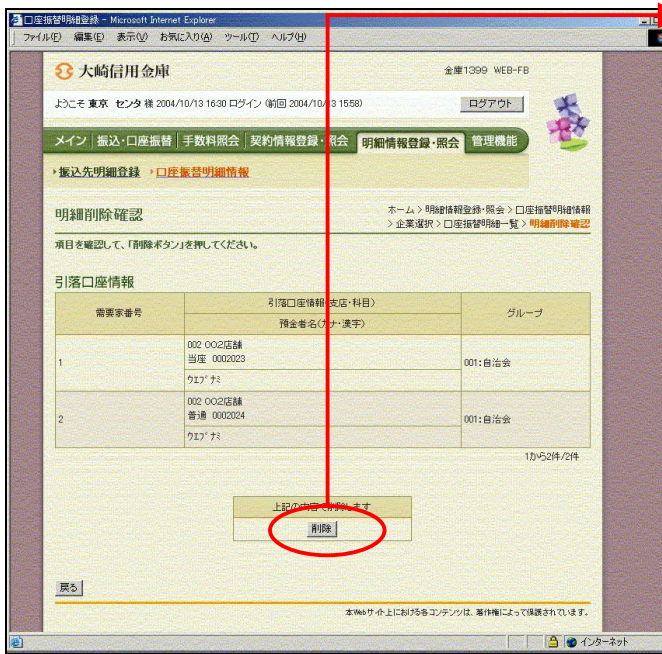 口座振替明細登録 - Microsoft Internet Explorer
ファイル(F) 編集(E) 表示(V) お気に入り(A) ツール(T) ヘルプ(H)
大崎信用金庫
金庫1399 WEB-FB
ようこそ 東京 センタ 様 2004/10/13 16:30 ログイン (前回 2004/10/13 15:58)
ログアウト
メイン 振込・口座振替 手数料照会 契約情報登録・照会 明細情報登録・照会 管理機能
振込先明細登録 口座振替明細情報
明細削除確認
ホーム > 明細情報登録・照会 > 口座振替明細情報
> 企業選択 > 口座振替明細一覧 > 明細削除確認
項目を確認して、「削除ボタン」を押してください。
引落口座情報
需要家番号
引落口座情報(支店・科目)
預金者名(カナ・漢字)
グループ
1
002 002店舗
当座 0002023
ウエブナミ
001:自治会
2
002 002店舗
普通 0002024
ウエブナミ
001:自治会
1から2件/2件
上記の内容で削除します
削除
戻る
本Webサイト上における各コンテンツは、著作権によって保護されています。
インターネット